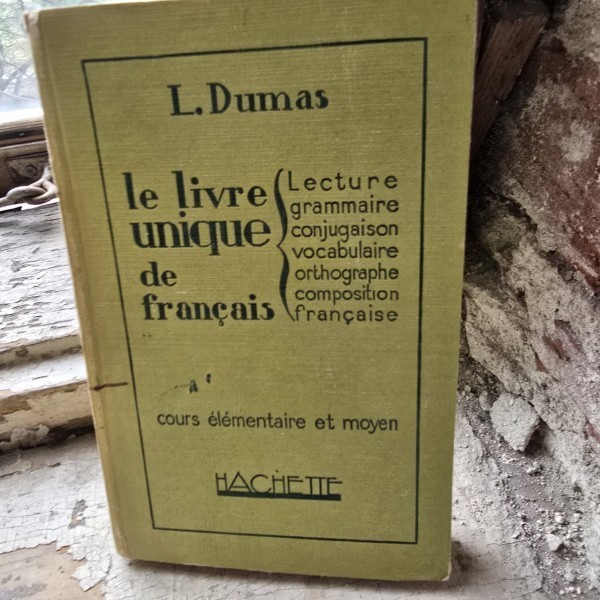 L. Dumas
le livre
unique
de
français
Lecture
grammaire
conjugaison
vocabulaire
orthographe
composition
française
cours élémentaire et moyen
HACHETTE